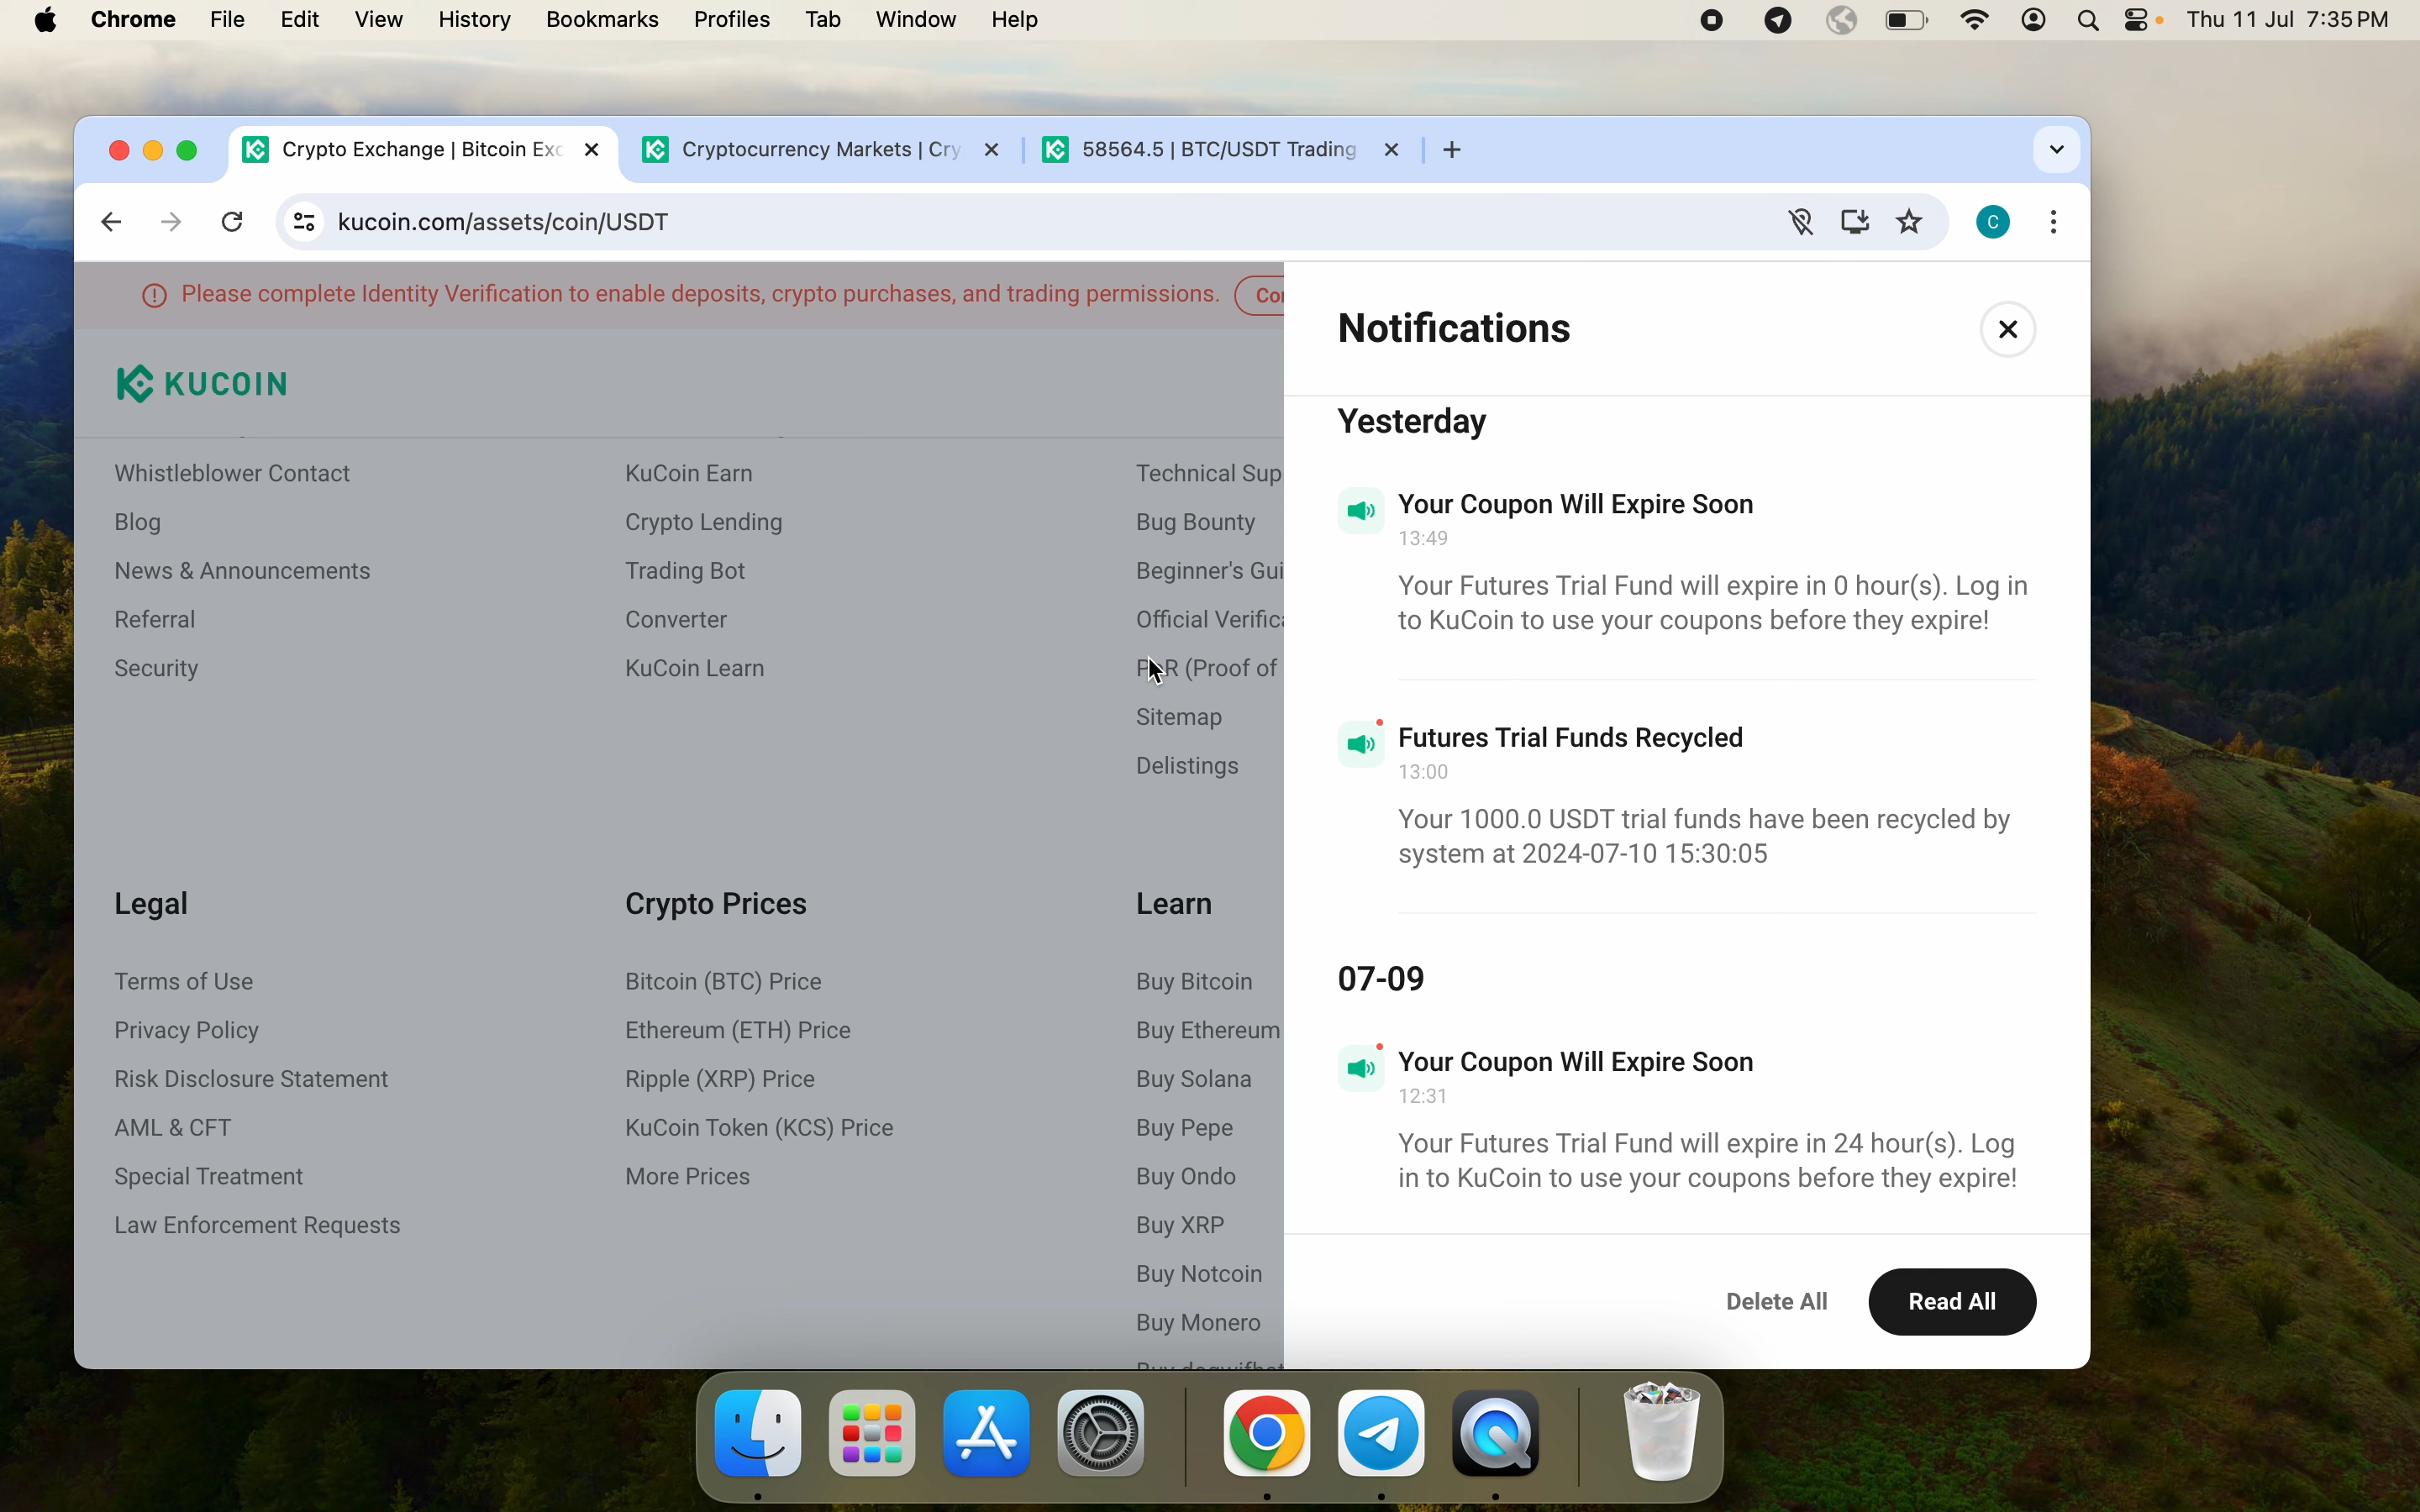 Chrome File Edit View History Bookmarks Profiles Tab Window Help Thu 11 Jul 7:35 PM
Crypto Exchange | Bitcoin Exc Cryptocurrency Markets | Cry 58564.5 | BTC/USDT Trading
kucoin.com/assets/coin/USDT C
Please complete Identity Verification to enable deposits, crypto purchases, and trading permissions. Co
KUCOIN
Whistleblower Contact
Blog
News & Announcements
Referral
Security
KuCoin Earn
Crypto Lending
Trading Bot
Converter
KuCoin Learn
Technical Sup
Bug Bounty
Beginner's Gui
Official Verific
PoR (Proof of
Sitemap
Delistings
Legal
Terms of Use
Privacy Policy
Risk Disclosure Statement
AML & CFT
Special Treatment
Law Enforcement Requests
Crypto Prices
Bitcoin (BTC) Price
Ethereum (ETH) Price
Ripple (XRP) Price
KuCoin Token (KCS) Price
More Prices
Learn
Buy Bitcoin
Buy Ethereum
Buy Solana
Buy Pepe
Buy Ondo
Buy XRP
Buy Notcoin
Buy Monero
Notifications
Yesterday
Your Coupon Will Expire Soon
13:49
Your Futures Trial Fund will expire in 0 hour(s). Log in
to KuCoin to use your coupons before they expire!
Futures Trial Funds Recycled
13:00
Your 1000.0 USDT trial funds have been recycled by
system at 2024-07-10 15:30:05
07-09
Your Coupon Will Expire Soon
12:31
Your Futures Trial Fund will expire in 24 hour(s). Log
in to KuCoin to use your coupons before they expire!
Delete All Read All